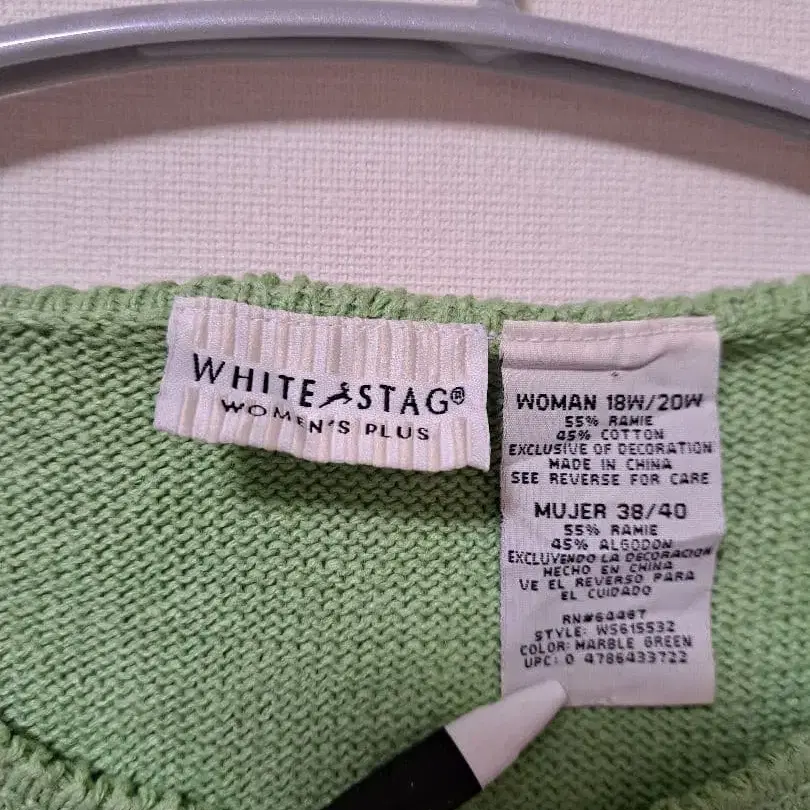 WHITE STAG®
WOMEN'S PLUS
WOMAN 18W/20W
55% RAMIE
45% COTTON
EXCLUSIVE OF DECORATION
MADE IN CHINA
SEE REVERSE FOR CARE
MUJER 38/40
55% RAMIE
45% ALGODON
EXCLUYENDO LA DECORACION
HECHO EN CHINA
VE EL REVERSO PARA
EL CUIDADO
RN#64467
STYLE: WS615532
COLOR: MARBLE GREEN
UPC: 0 4786433722